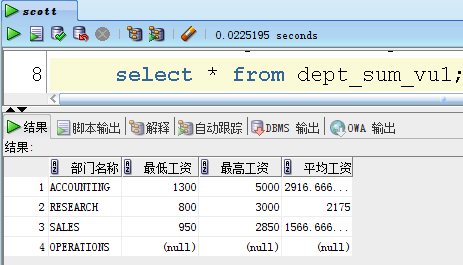 scott
0.0225195 seconds
8 select * from dept_sum_vu1;
结果 脚本输出 解释 自动跟踪 DBMS 输出 OWA 输出
结果:
部门名称 最低工资 最高工资 平均工资
1 ACCOUNTING 1300 5000 2916.666...
2 RESEARCH 800 3000 2175
3 SALES 950 2850 1566.666...
4 OPERATIONS (null) (null) (null)